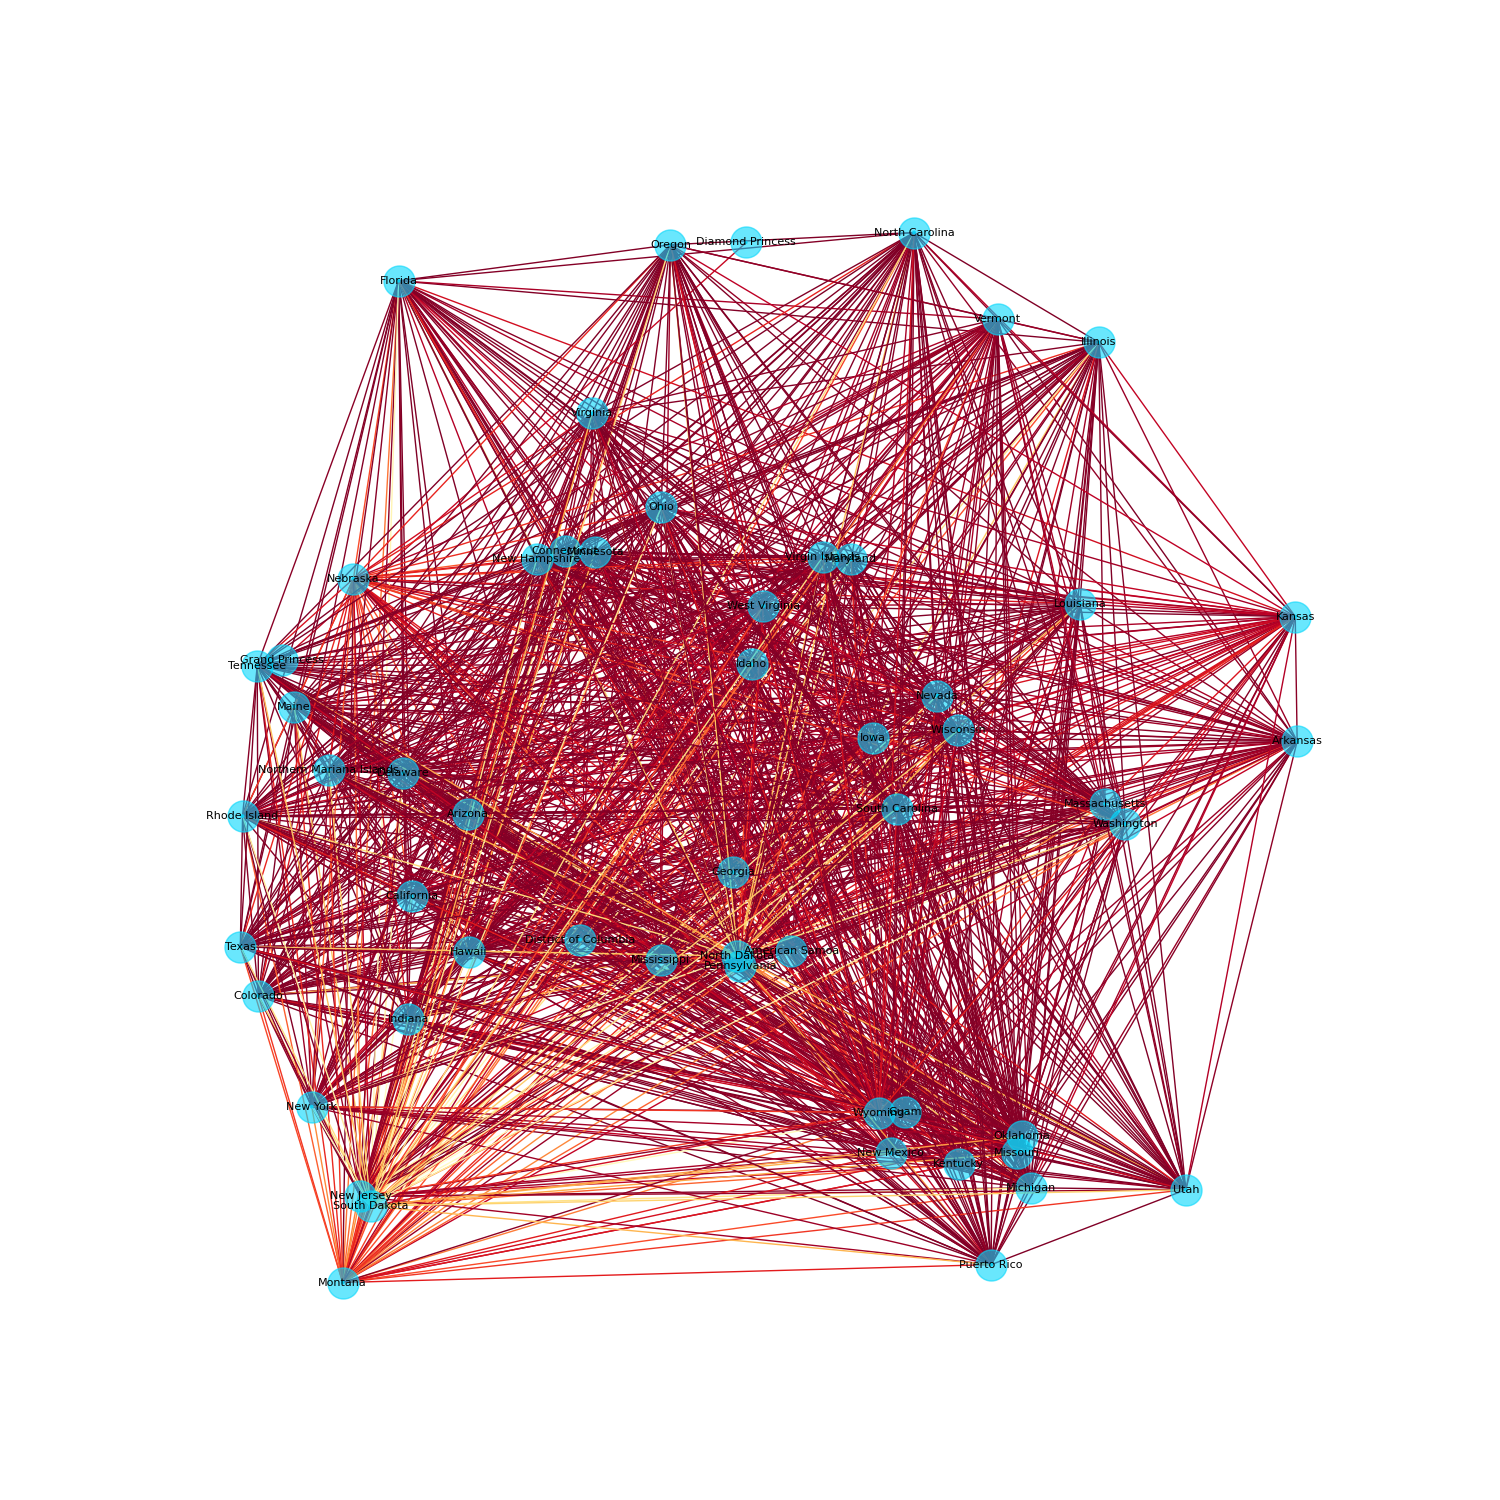 North Carolina
Diamond Princess
Oregon
Florida
Vermont
Illinois
Virginia
Ohio
Connecticut
Minnesota
New Hampshire
Virgin Islands
Maryland
Nebraska
West Virginia
Louisiana
Kansas
Grand Princess
Tennessee
Idaho
Nevada
Maine
Wisconsin
Iowa
Arkansas
Northern Mariana Islands
Delaware
Massachusetts
South Carolina
Rhode Island
Arizona
Washington
Georgia
California
District of Columbia
Texas
Hawaii
American Samoa
North Dakota
Mississippi
Pennsylvania
Colorado
Indiana
New York
Wyoming
Guam
Oklahoma
New Mexico
Missouri
Kentucky
Michigan
Utah
New Jersey
South Dakota
Puerto Rico
Montana